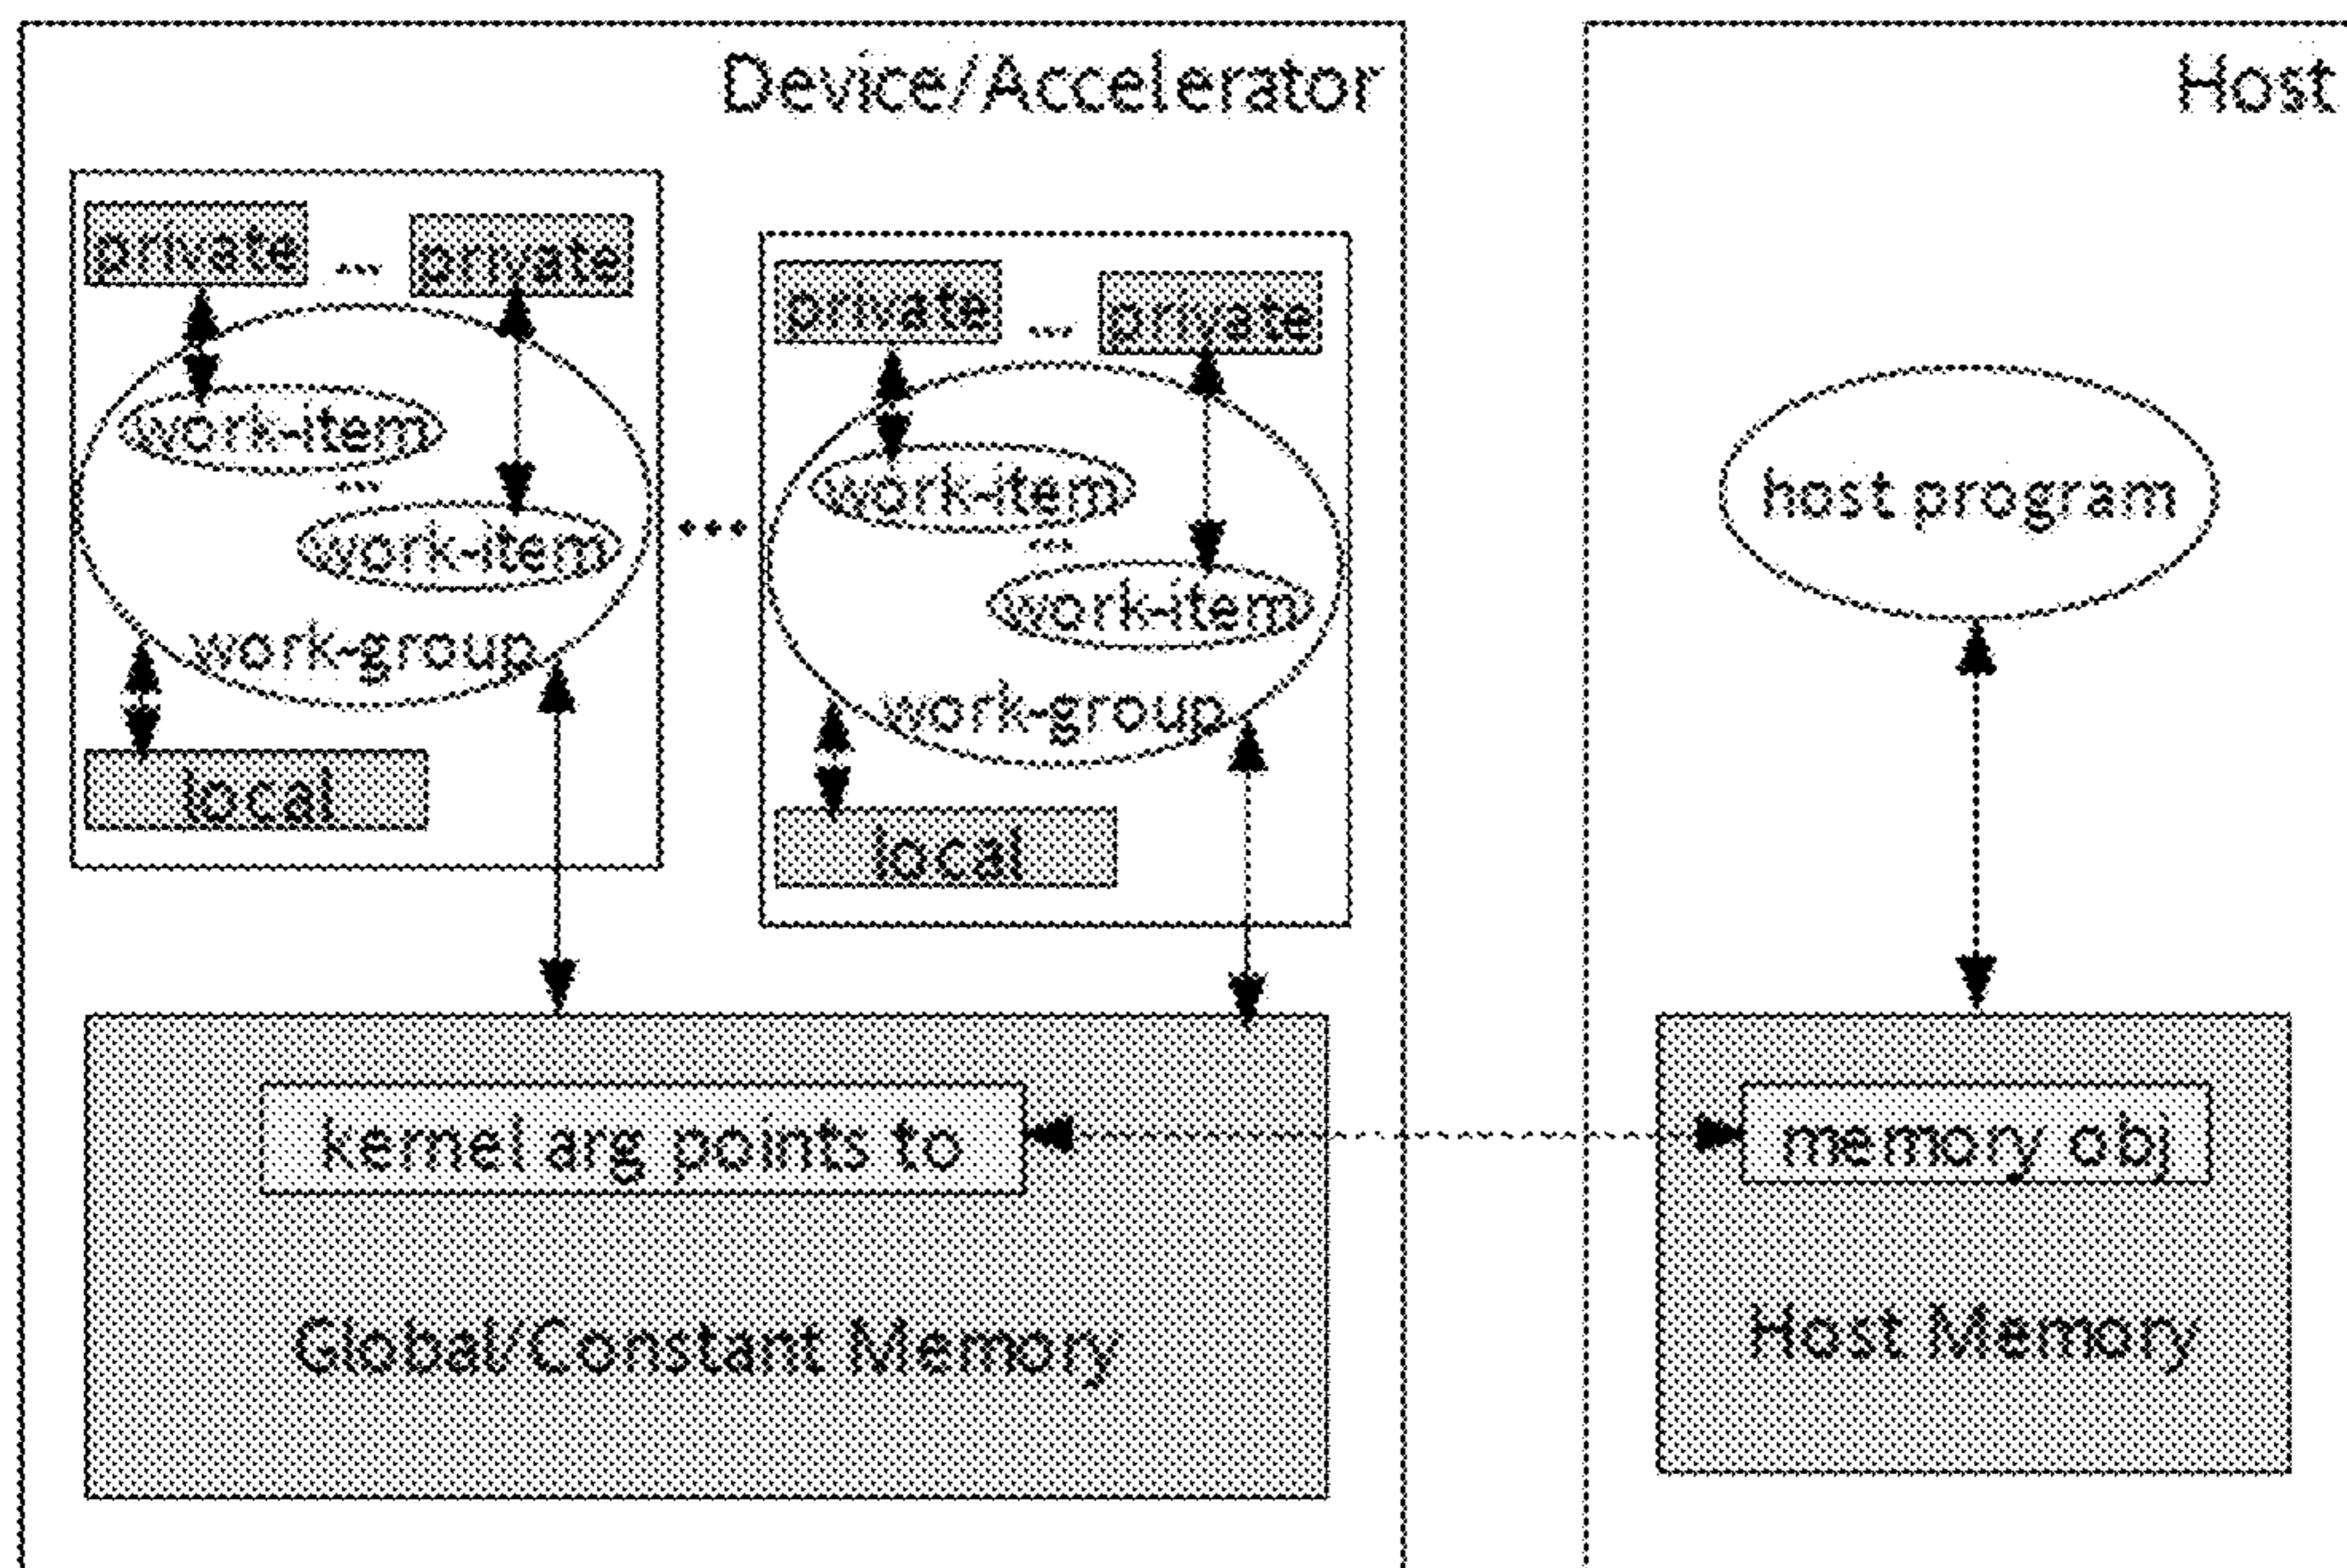 Device/Accelerator
Host
private ... private
work-item
...
work-item
work-group
local
...
private ... private
work-item
...
work-item
work-group
local
host program
kernel arg points to
Global/Constant Memory
memory obj
Host Memory